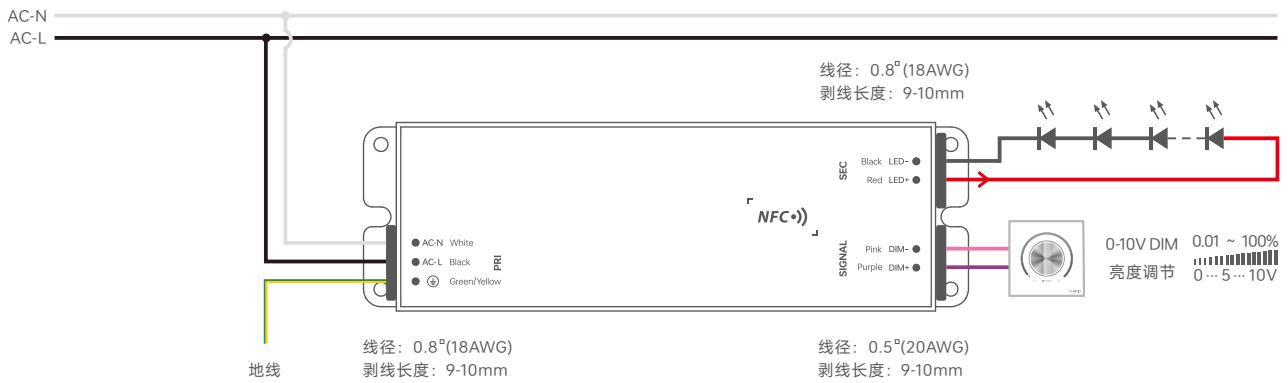 AC-N
AC-L
线径：0.8▫(18AWG)
剥线长度：9-10mm
SEC
Black LED-
Red LED+
NFC
AC-N White
AC-L Black
Green/Yellow
PRI
SIGNAL
Pink DIM-
Purple DIM+
0-10V DIM
亮度调节
0.01 ~ 100%
0···5···10V
地线
线径：0.8▫(18AWG)
剥线长度：9-10mm
线径：0.5▫(20AWG)
剥线长度：9-10mm